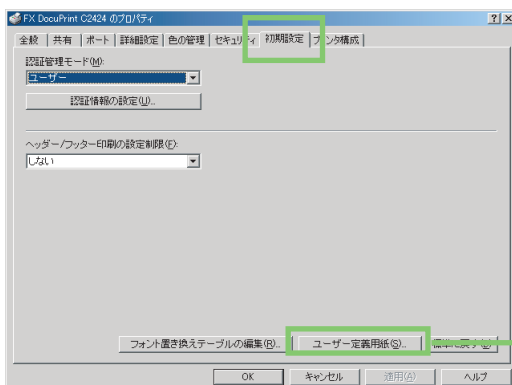 FX DocuPrint C2424 のプロパティ
全般 共有 ポート 詳細設定 色の管理 セキュリティ 初期設定 プリンタ構成
認証管理モード(M):
ユーザー
認証情報の設定(U)...
ヘッダー/フッター印刷の設定制限(F):
しない
フォント置き換えテーブルの編集(R)... ユーザー定義用紙(S)... 標準に戻す
OK キャンセル 適用(A) ヘルプ